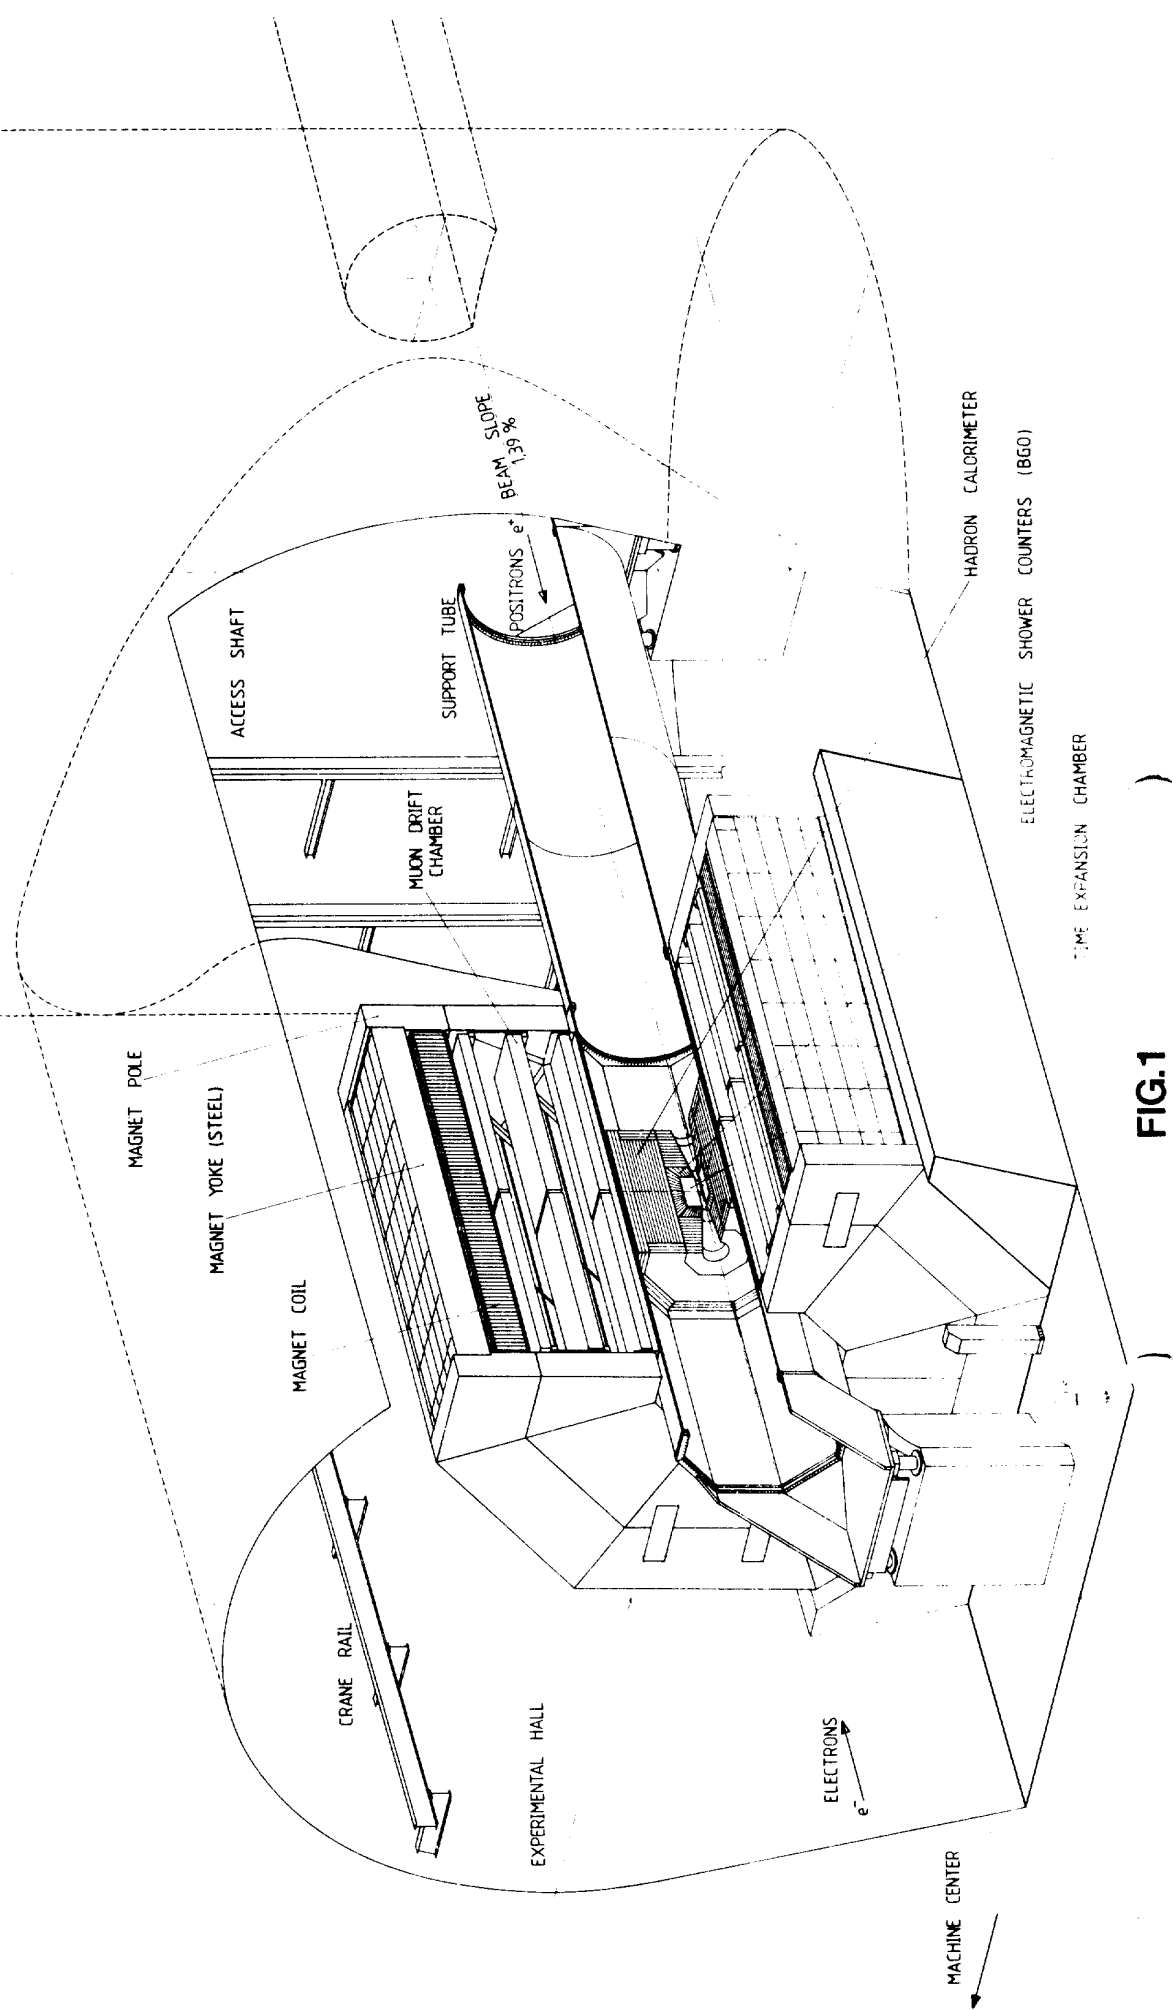 MAGNET POLE
MAGNET YOKE (STEEL)
MAGNET COIL
CRANE RAIL
EXPERIMENTAL HALL
ACCESS SHAFT
SUPPORT TUBE
MUON DRIFT
CHAMBER
POSITRONS e+
BEAM SLOPE
1.39 %
ELECTRONS
e-
MACHINE CENTER
HADRON CALORIMETER
ELECTROMAGNETIC SHOWER COUNTERS (BGO)
TIME EXPANSION CHAMBER
FIG.1